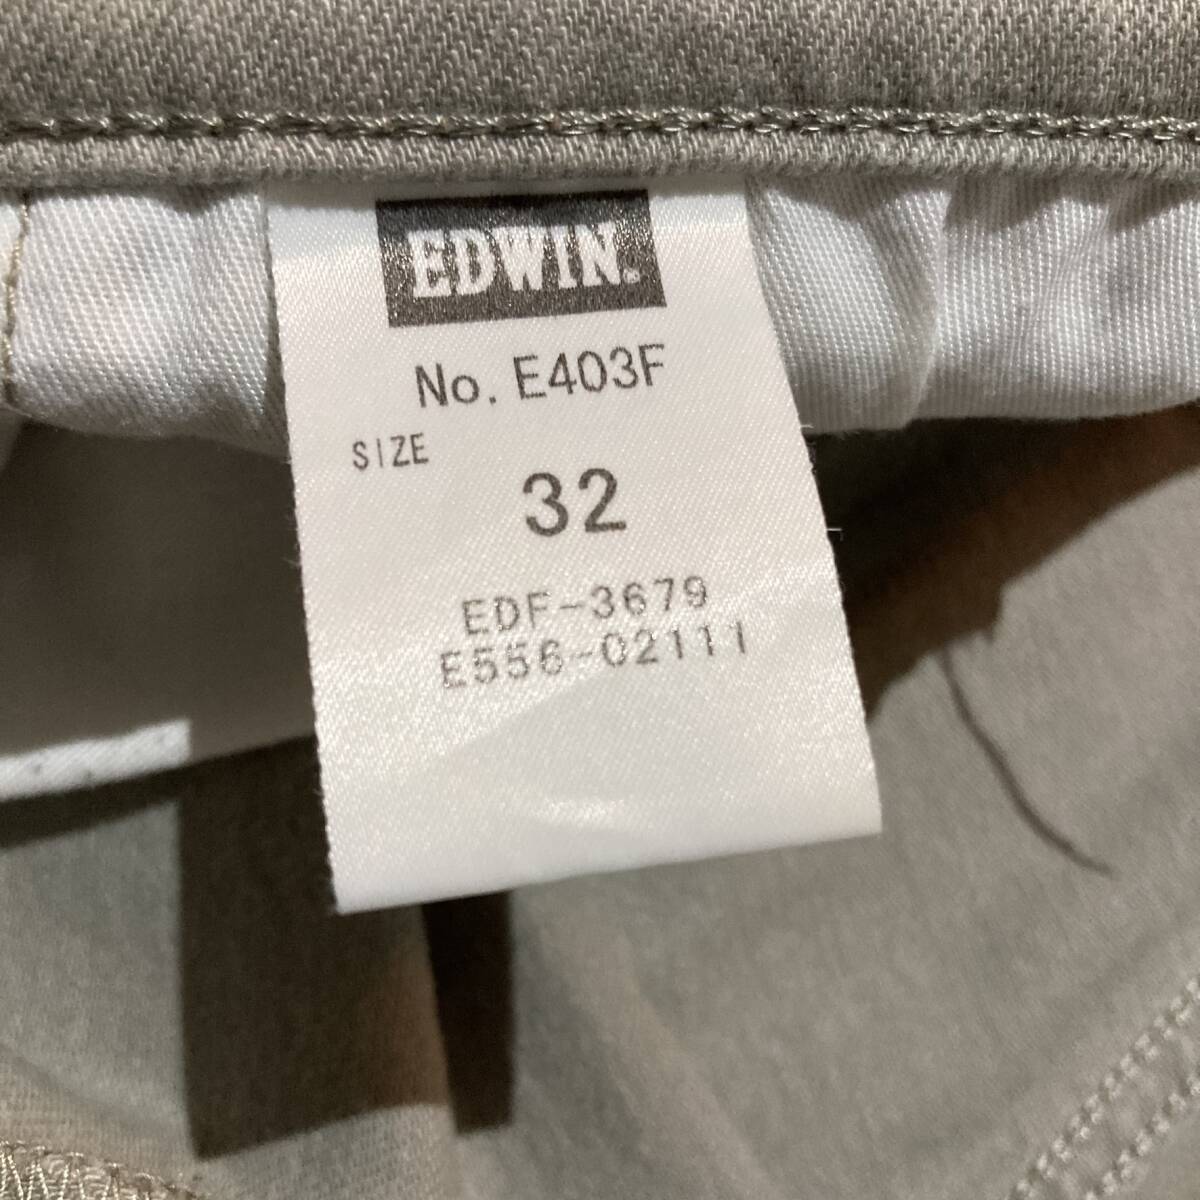 EDWIN.
No. E403F
SIZE
32
EDF-3679
E556-02111